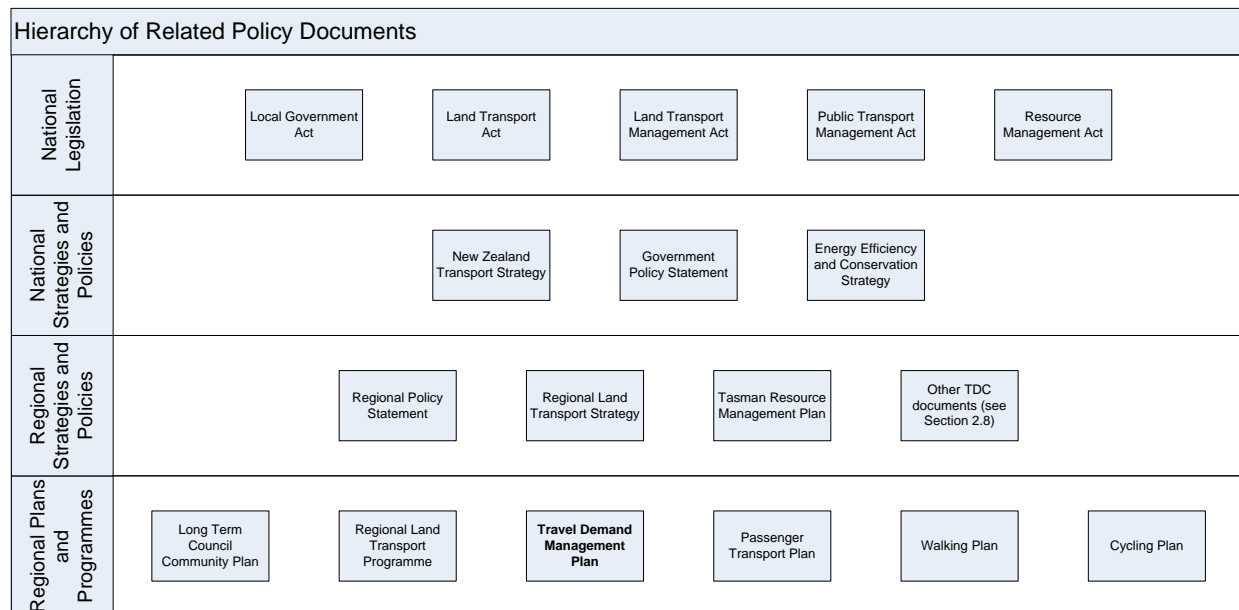 Hierarchy of Related Policy Documents
National
Legislation
Local Government
Act
Land Transport
Act
Land Transport
Management Act
Public Transport
Management Act
Resource
Management Act
National
Strategies and
Policies
New Zealand
Transport Strategy
Government
Policy Statement
Energy Efficiency
and Conservation
Strategy
Regional
Strategies and
Policies
Regional Policy
Statement
Regional Land
Transport Strategy
Tasman Resource
Management Plan
Other TDC
documents (see
Section 2.8)
Regional Plans
and
Programmes
Long Term
Council
Community Plan
Regional Land
Transport
Programme
Travel Demand
Management
Plan
Passenger
Transport Plan
Walking Plan
Cycling Plan